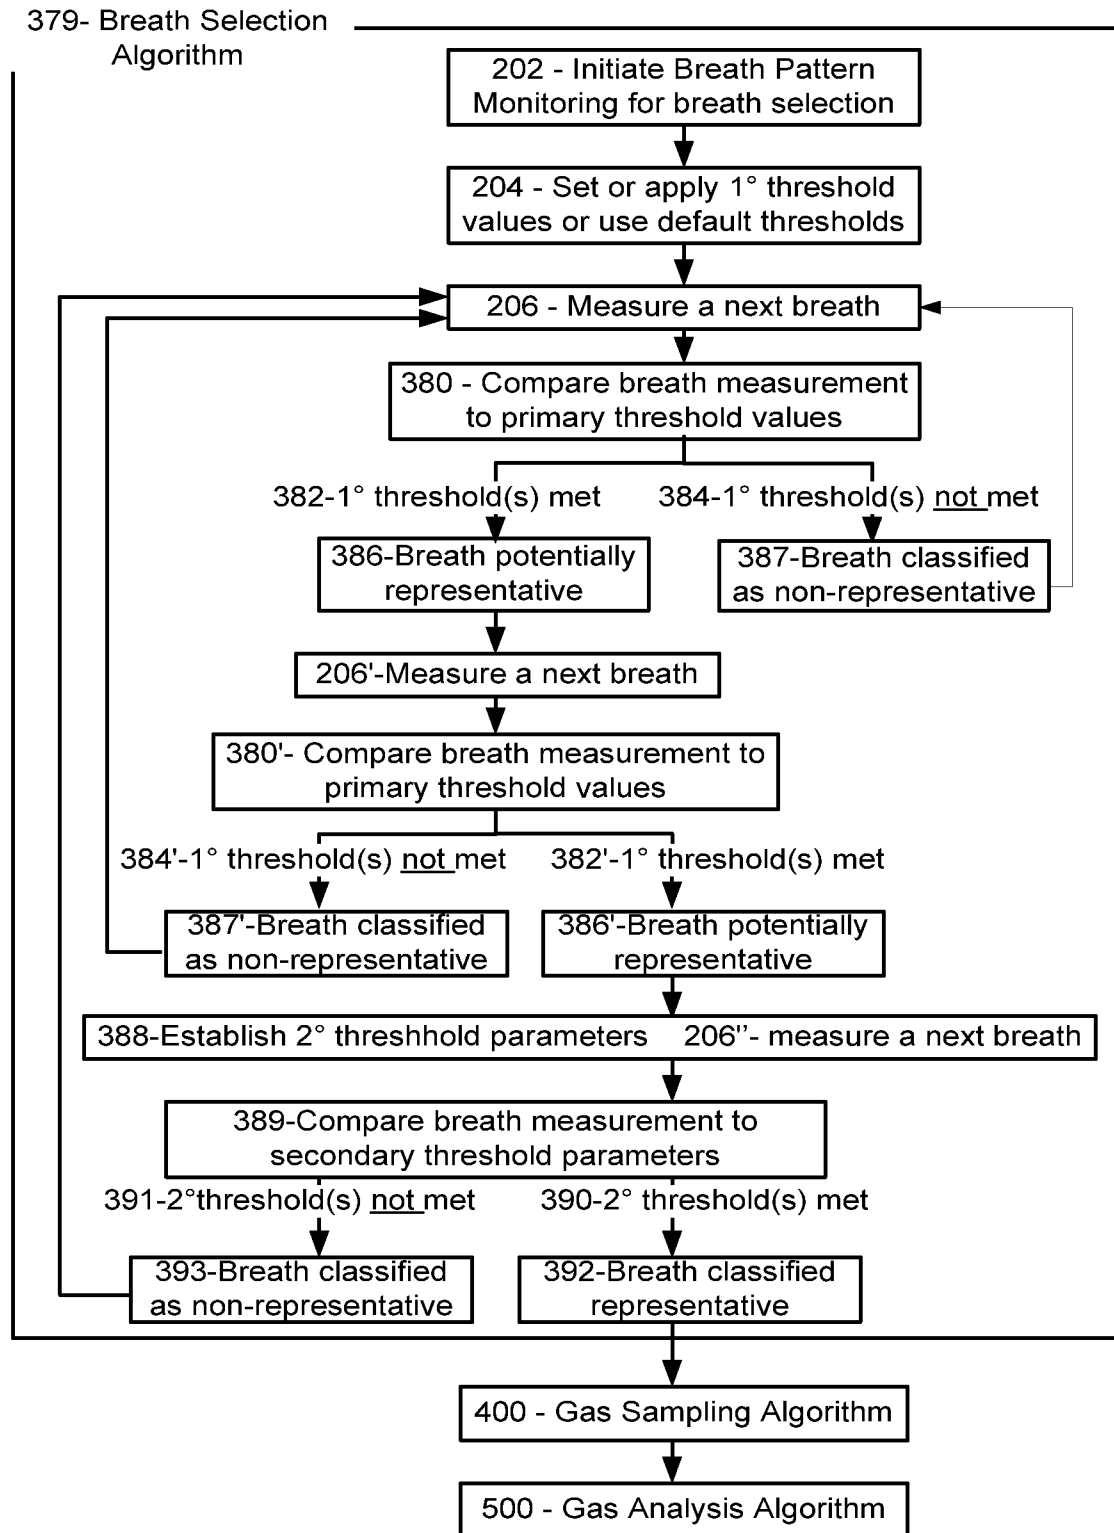 379- Breath Selection
Algorithm
202 - Initiate Breath Pattern
Monitoring for breath selection
204 - Set or apply 1° threshold
values or use default thresholds
206 - Measure a next breath
380 - Compare breath measurement
to primary threshold values
382-1° threshold(s) met
384-1° threshold(s) not met
386-Breath potentially
representative
387-Breath classified
as non-representative
206'-Measure a next breath
380'- Compare breath measurement to
primary threshold values
384'-1° threshold(s) not met
382'-1° threshold(s) met
387'-Breath classified
as non-representative
386'-Breath potentially
representative
388-Establish 2° threshhold parameters 206''- measure a next breath
389-Compare breath measurement to
secondary threshold parameters
391-2°threshold(s) not met
390-2° threshold(s) met
393-Breath classified
as non-representative
392-Breath classified
representative
400 - Gas Sampling Algorithm
500 - Gas Analysis Algorithm